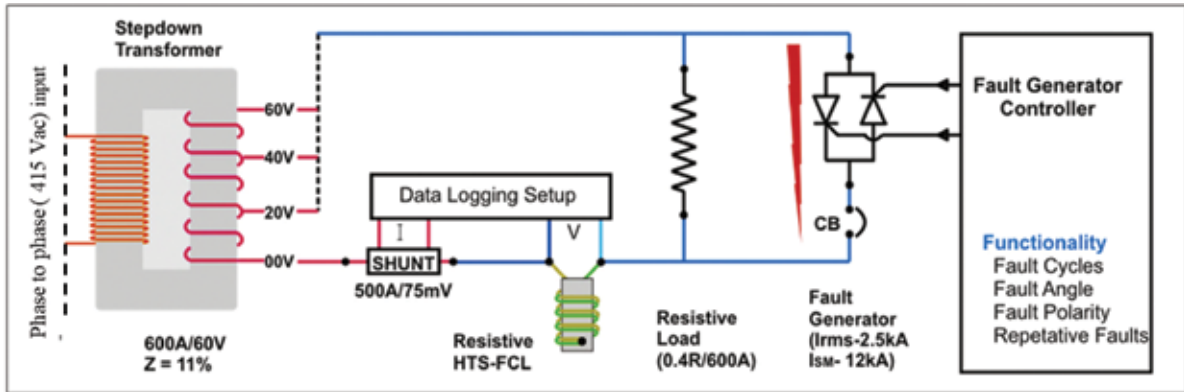 Stepdown
Transformer
Phase to phase ( 415 Vac) input
60V
40V
20V
00V
600A/60V
Z = 11%
Data Logging Setup
I
V
SHUNT
500A/75mV
Resistive
HTS-FCL
Resistive
Load
(0.4R/600A)
CB
Fault
Generator
(Irms-2.5kA
ISM- 12kA)
Fault Generator
Controller
Functionality
Fault Cycles
Fault Angle
Fault Polarity
Repetative Faults